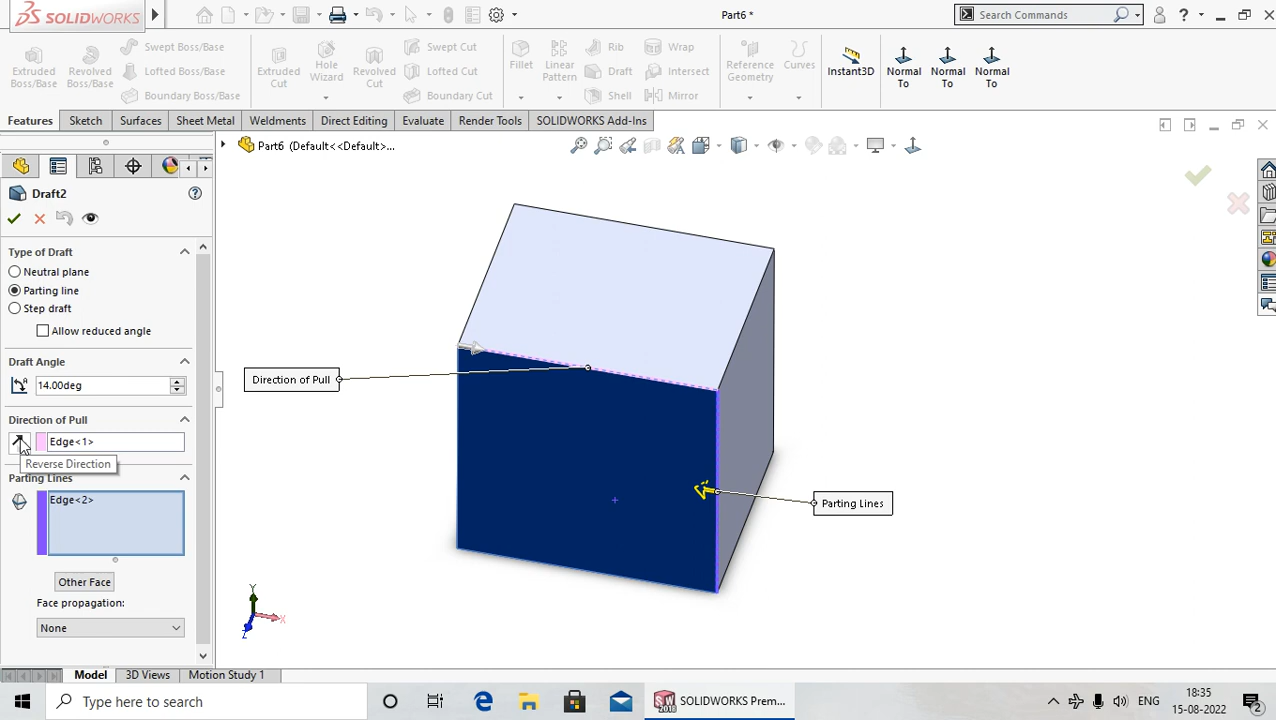 SOLIDWORKS
Part6 *
Search Commands
?
Extruded Boss/Base
Revolved Boss/Base
Swept Boss/Base
Lofted Boss/Base
Boundary Boss/Base
Extruded Cut
Hole Wizard
Revolved Cut
Swept Cut
Lofted Cut
Boundary Cut
Fillet
Linear Pattern
Rib
Draft
Shell
Wrap
Intersect
Mirror
Reference Geometry
Curves
Instant3D
Normal To
Normal To
Normal To
Features
Sketch
Surfaces
Sheet Metal
Weldments
Direct Editing
Evaluate
Render Tools
SOLIDWORKS Add-Ins
Part6 (Default<<Default>...
Draft2
Type of Draft
Neutral plane
Parting line
Step draft
Allow reduced angle
Draft Angle
14.00deg
Direction of Pull
Edge<1>
Reverse Direction
Parting Lines
Edge<2>
Other Face
Face propagation:
None
Direction of Pull
Parting Lines
Y
X
Z
Model
3D Views
Motion Study 1
Type here to search
SOLIDWORKS Prem...
ENG
18:35
15-08-2022
2